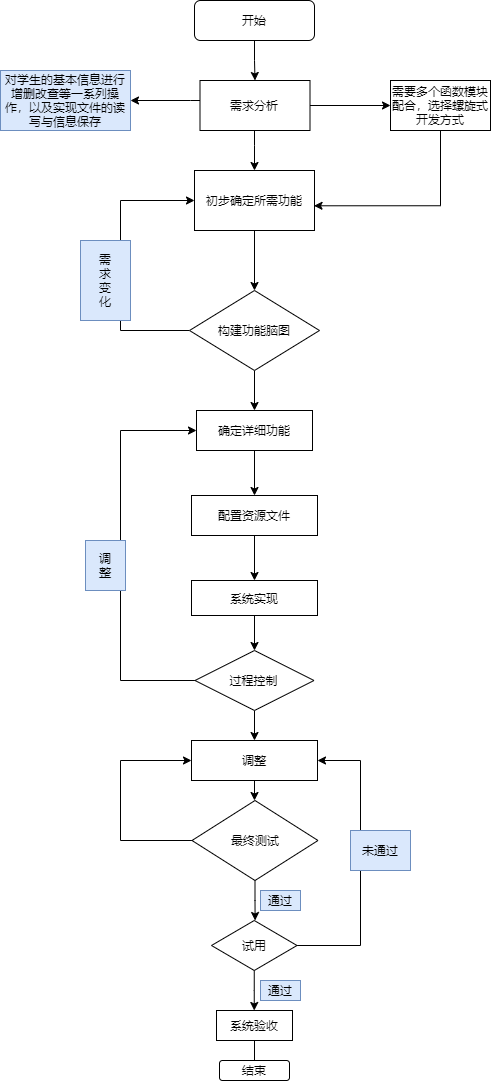 开始
对学生的基本信息进行
增删改查等一系列操
作，以及实现文件的读
写与信息保存
需求分析
需要多个函数模块
配合，选择螺旋式
开发方式
初步确定所需功能
需
求
变
化
构建功能脑图
确定详细功能
配置资源文件
调
整
系统实现
过程控制
调整
最终测试
未通过
通过
试用
通过
系统验收
结束